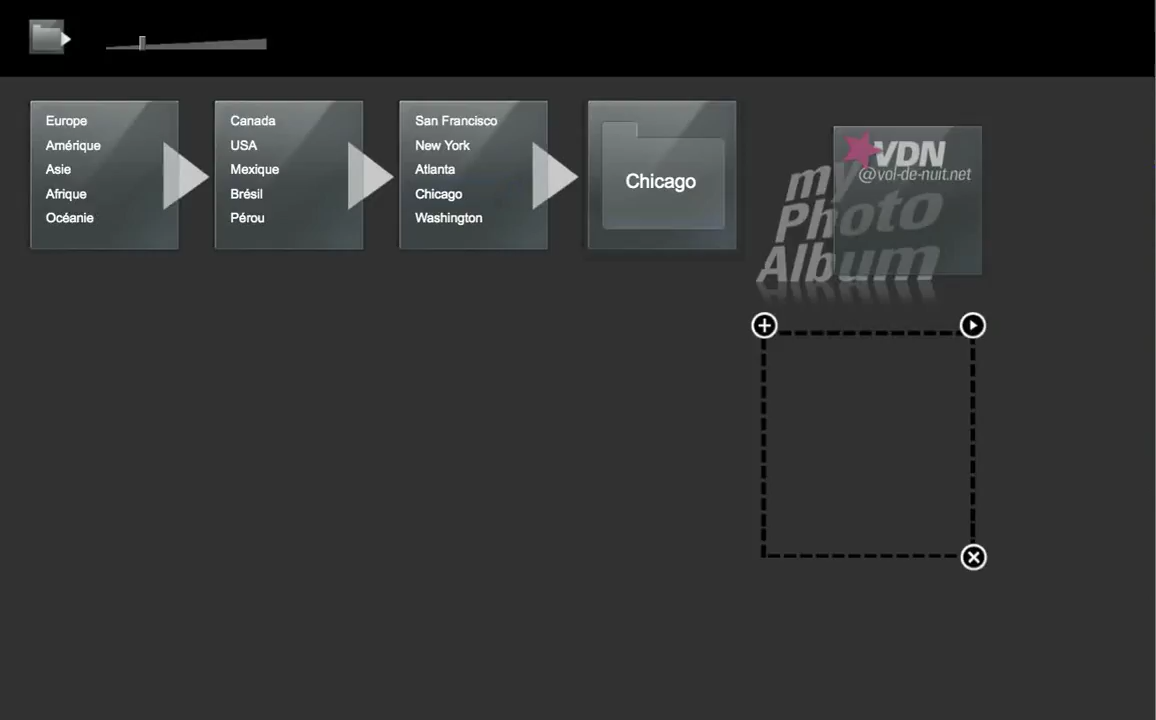 Europe
Amérique
Asie
Afrique
Océanie
Canada
USA
Mexique
Brésil
Pérou
San Francisco
New York
Atlanta
Chicago
Washington
Chicago
VDN
@vol-de-nuit.net
my
Photo
Album